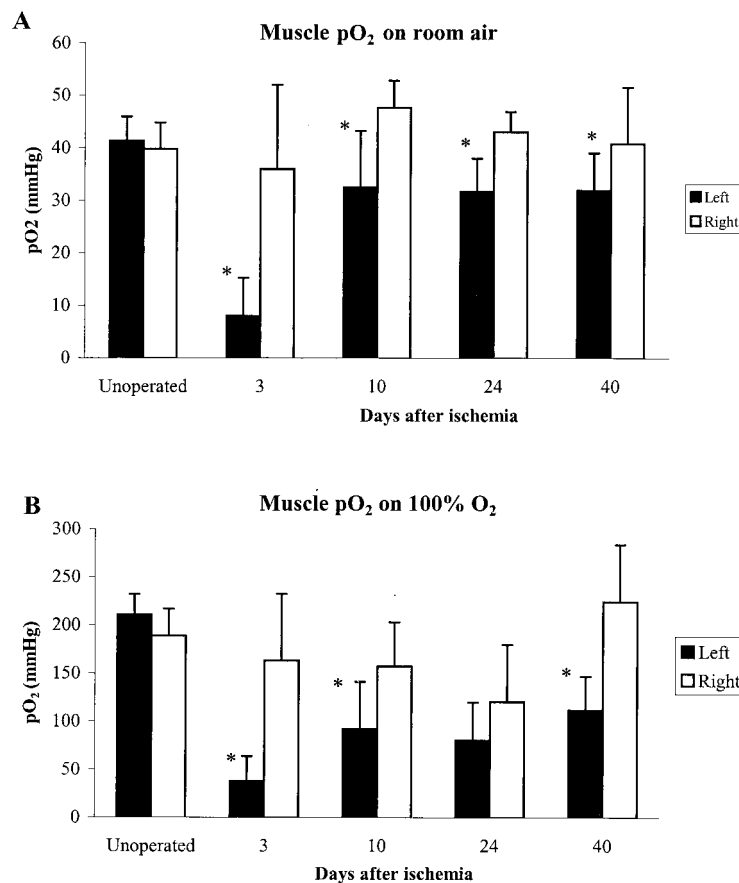 A
Muscle pO₂ on room air
60
50
40
30
20
10
0
pO2 (mmHg)
*
*
*
*
Left
Right
Unoperated 3 10 24 40
Days after ischemia
B
Muscle pO₂ on 100% O₂
300
250
200
150
100
50
0
pO₂ (mmHg)
*
*
*
Left
Right
Unoperated 3 10 24 40
Days after ischemia